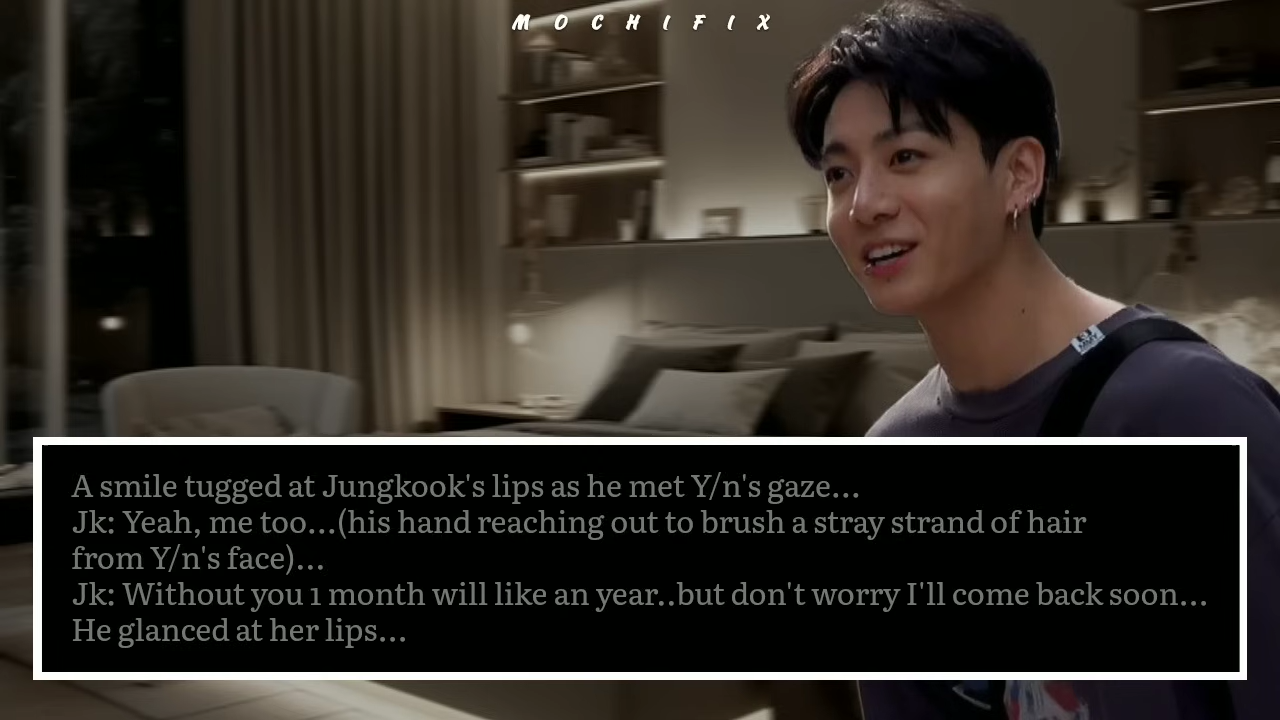 MOCHIFIX
A smile tugged at Jungkook's lips as he met Y/n's gaze...
Jk: Yeah, me too...(his hand reaching out to brush a stray strand of hair
from Y/n's face)...
Jk: Without you 1 month will like an year..but don't worry I'll come back soon...
He glanced at her lips...